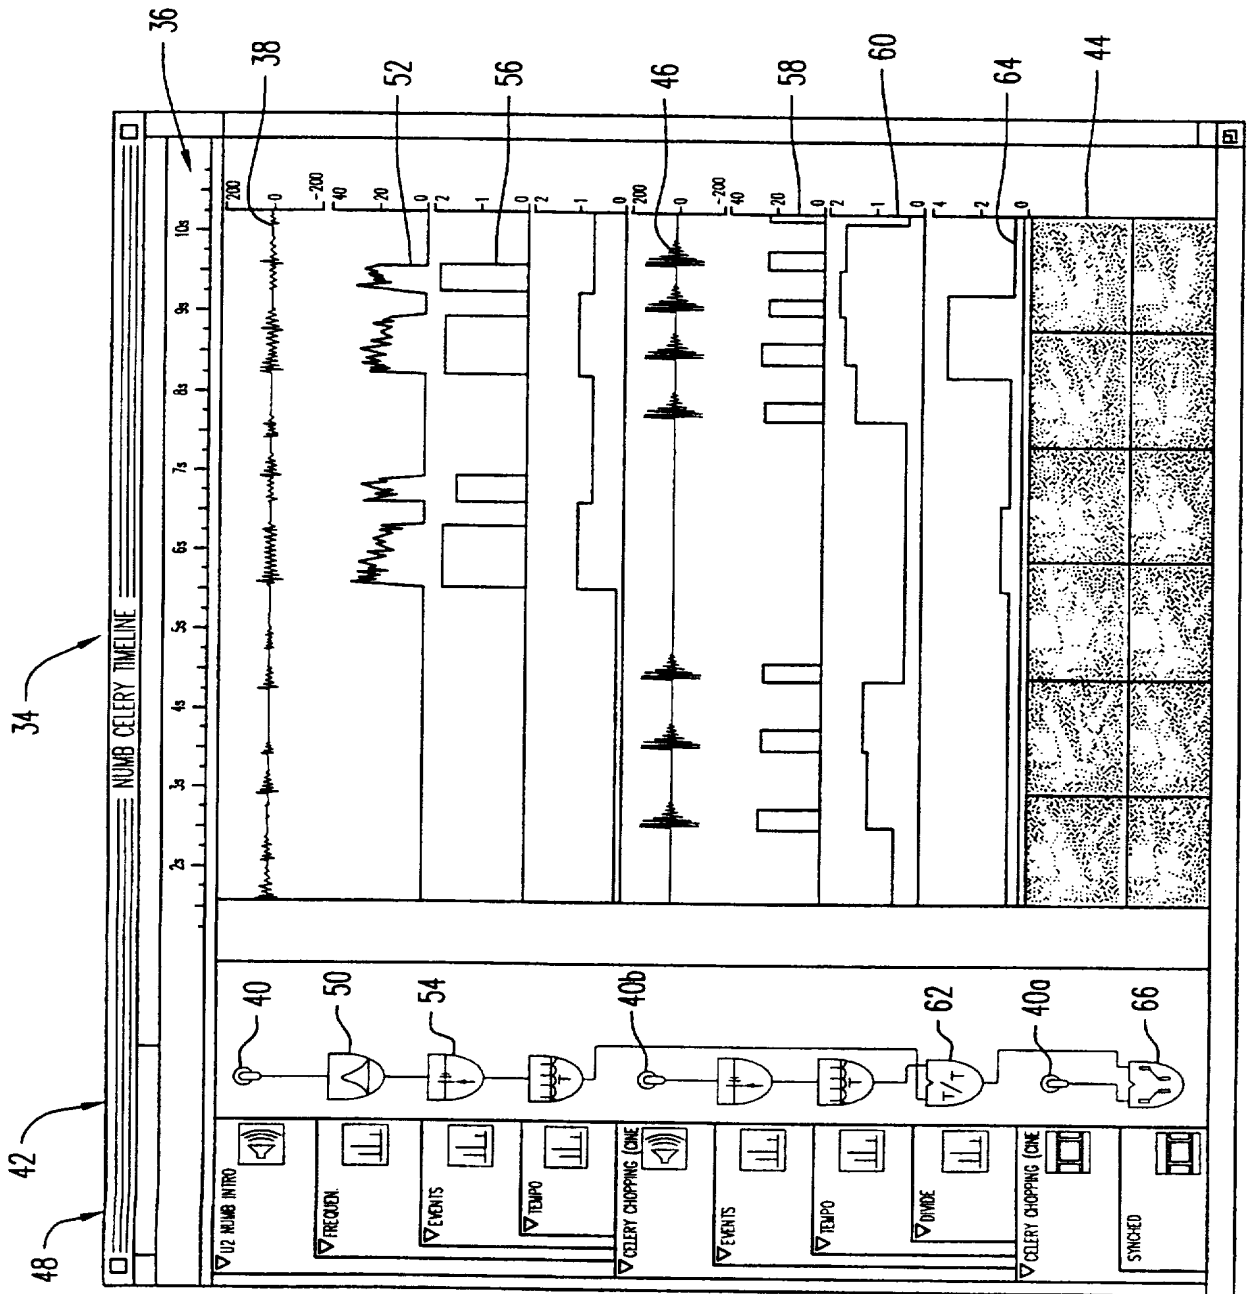 48
42
34
NUMB CELERY TIMELINE
2s 3s 4s 5s 6s 7s 8s 9s 10s
36
U2 NUMB INTRO
40
200
0
-200
38
FREQUEN.
50
40
20
0
52
EVENTS
54
2
1
0
56
TEMPO
T
2
1
0
CELERY CHOPPING (CINE
40b
200
0
-200
46
EVENTS
40
20
0
58
TEMPO
T
2
1
0
60
DIVIDE
T/T
62
4
2
0
64
CELERY CHOPPING (CINE
40a
44
SYNCHED
66